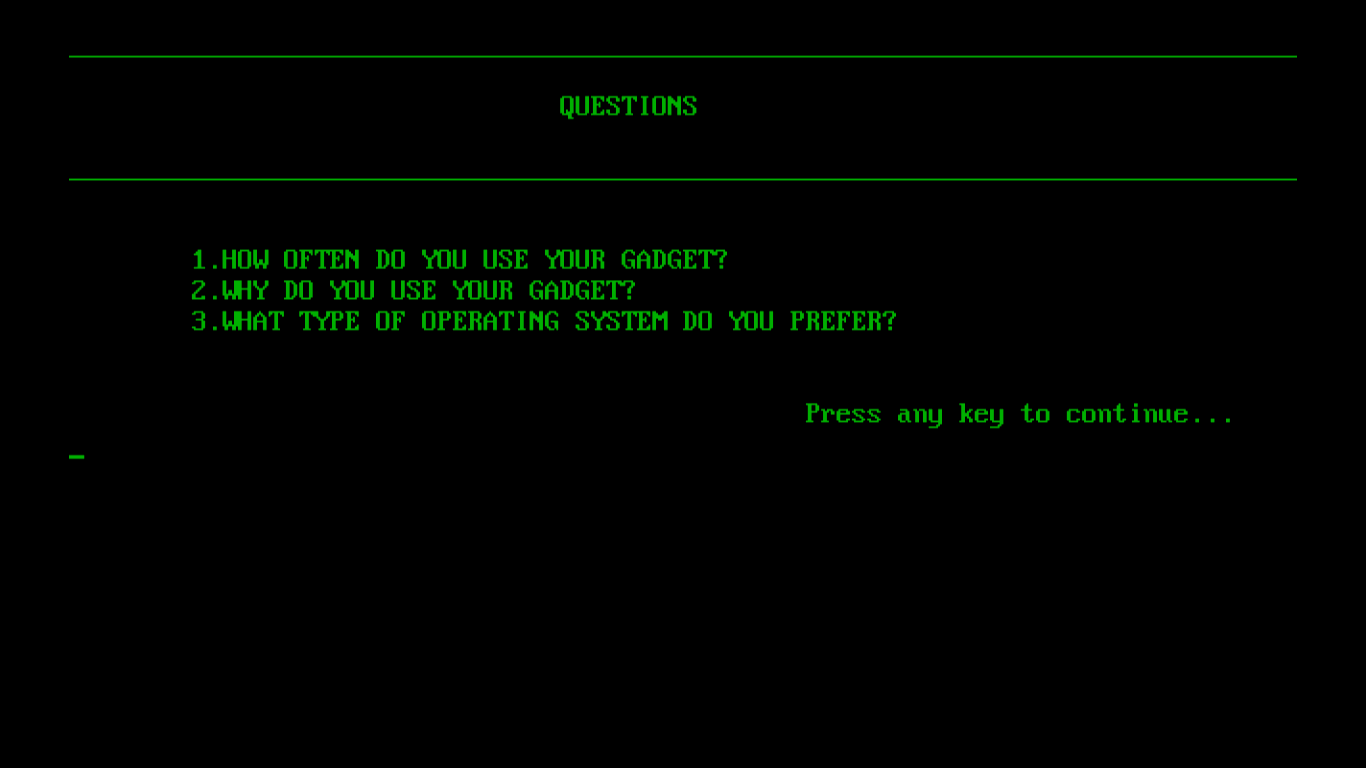 QUESTIONS
1.HOW OFTEN DO YOU USE YOUR GADGET?
2.WHY DO YOU USE YOUR GADGET?
3.WHAT TYPE OF OPERATING SYSTEM DO YOU PREFER?
Press any key to continue...